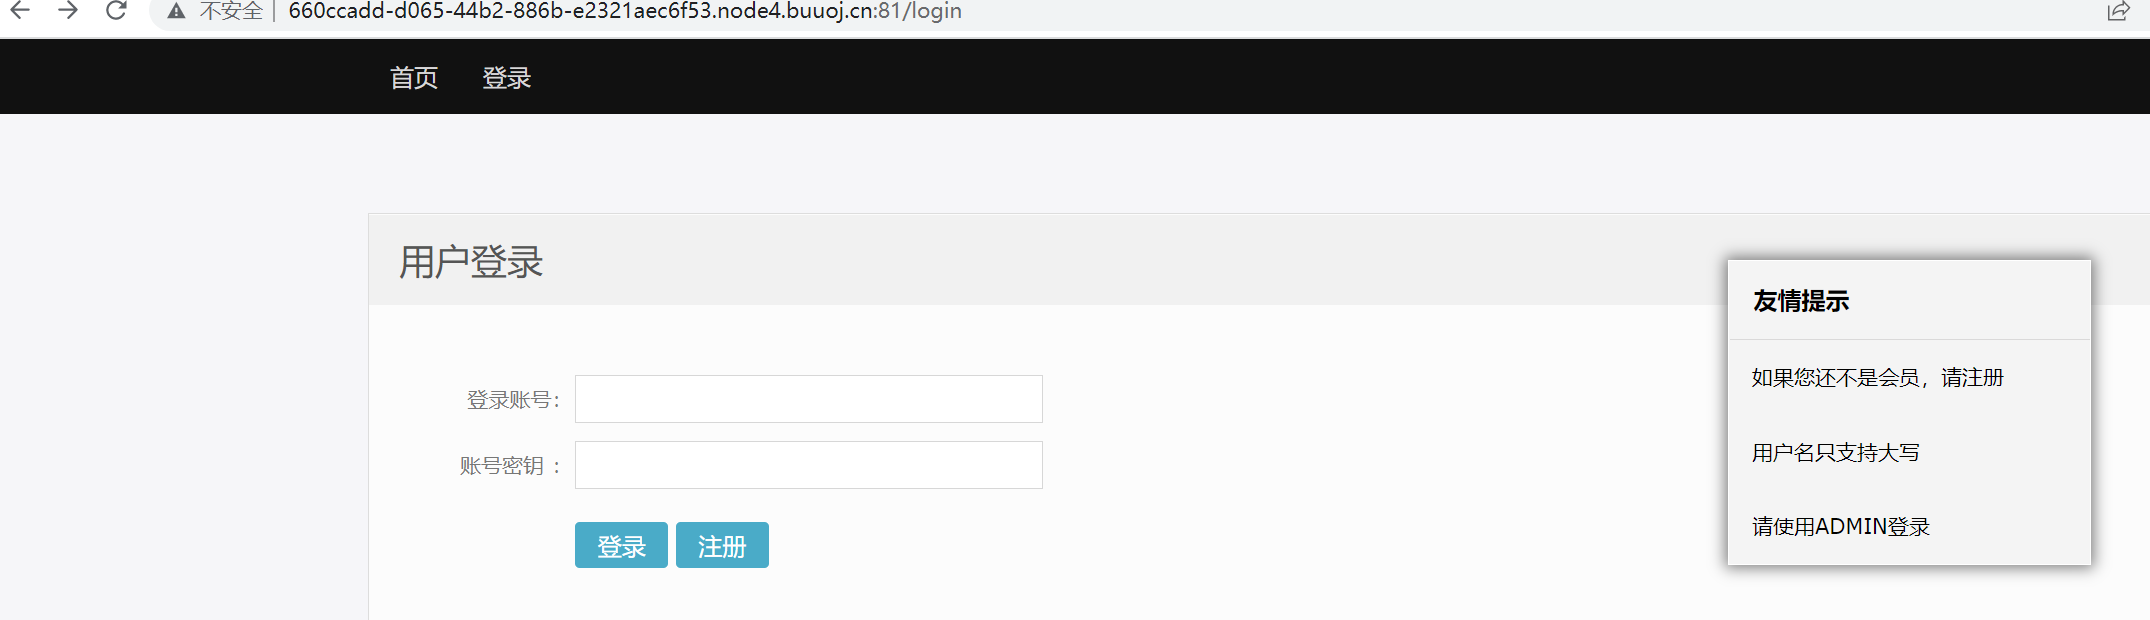 不安全 660ccadd-d065-44b2-886b-e2321aec6f53.node4.buuoj.cn:81/login
首页 登录
用户登录
友情提示
如果您还不是会员，请注册
登录账号：
用户名只支持大写
账号密钥 ：
请使用ADMIN登录
登录 注册